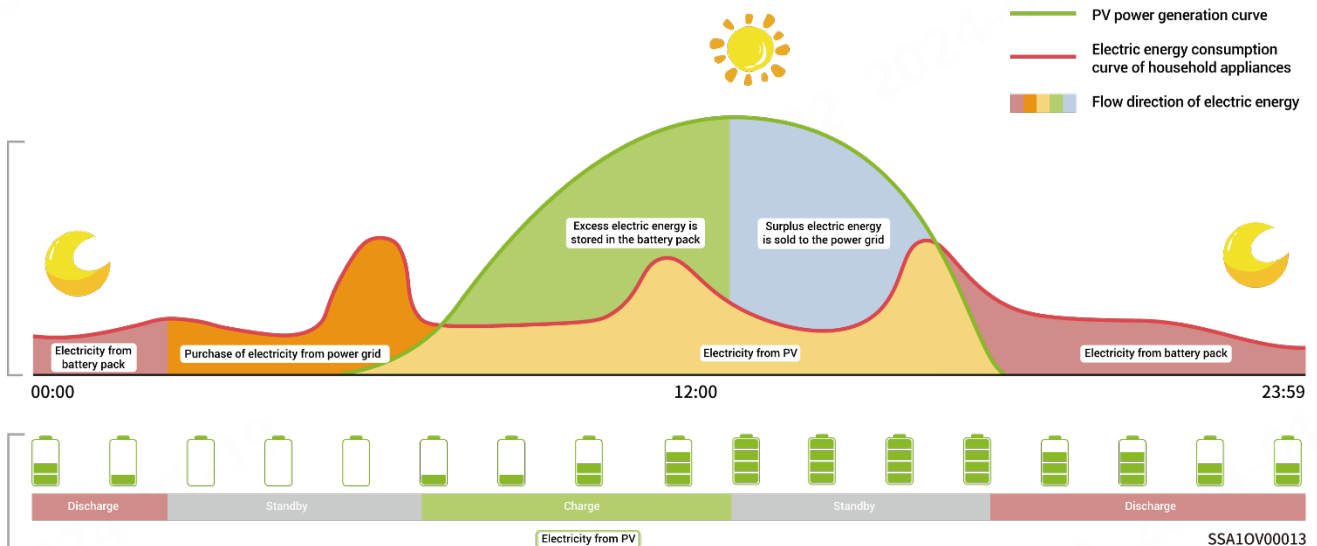 PV power generation curve
Electric energy consumption
curve of household appliances
Flow direction of electric energy
Excess electric energy is
stored in the battery pack
Surplus electric energy
is sold to the power grid
Electricity from
battery pack
Purchase of electricity from power grid
Electricity from PV
Electricity from battery pack
00:00
12:00
23:59
Discharge
Standby
Charge
Standby
Discharge
Electricity from PV
SSA1OV00013